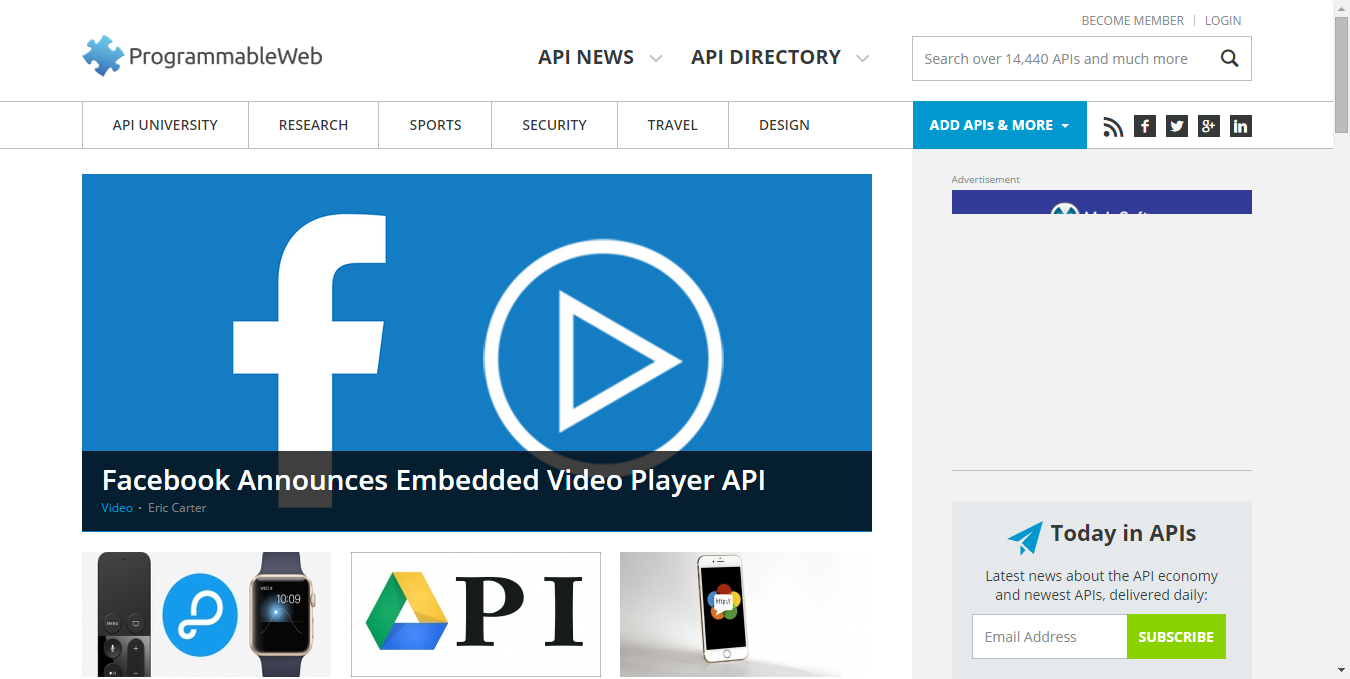 BECOME MEMBER | LOGIN
ProgrammableWeb
API NEWS
API DIRECTORY
Search over 14,440 APIs and much more
API UNIVERSITY
RESEARCH
SPORTS
SECURITY
TRAVEL
DESIGN
ADD APIs & MORE
Advertisement
Facebook Announces Embedded Video Player API
Video · Eric Carter
MENU
10:09
API
http://
Today in APIs
Latest news about the API economy
and newest APIs, delivered daily:
Email Address
SUBSCRIBE